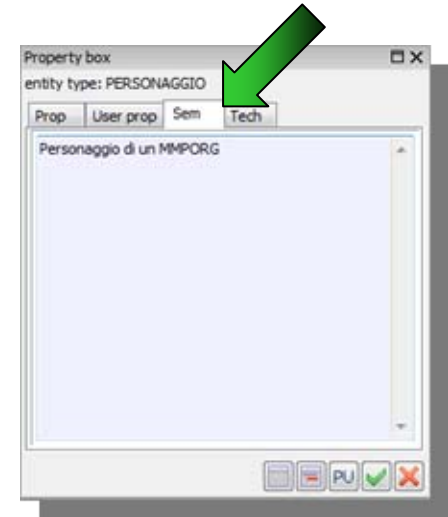 Property box
entity type: PERSONAGGIO
Prop User prop Sem Tech
Personaggio di un MMPORG
PU